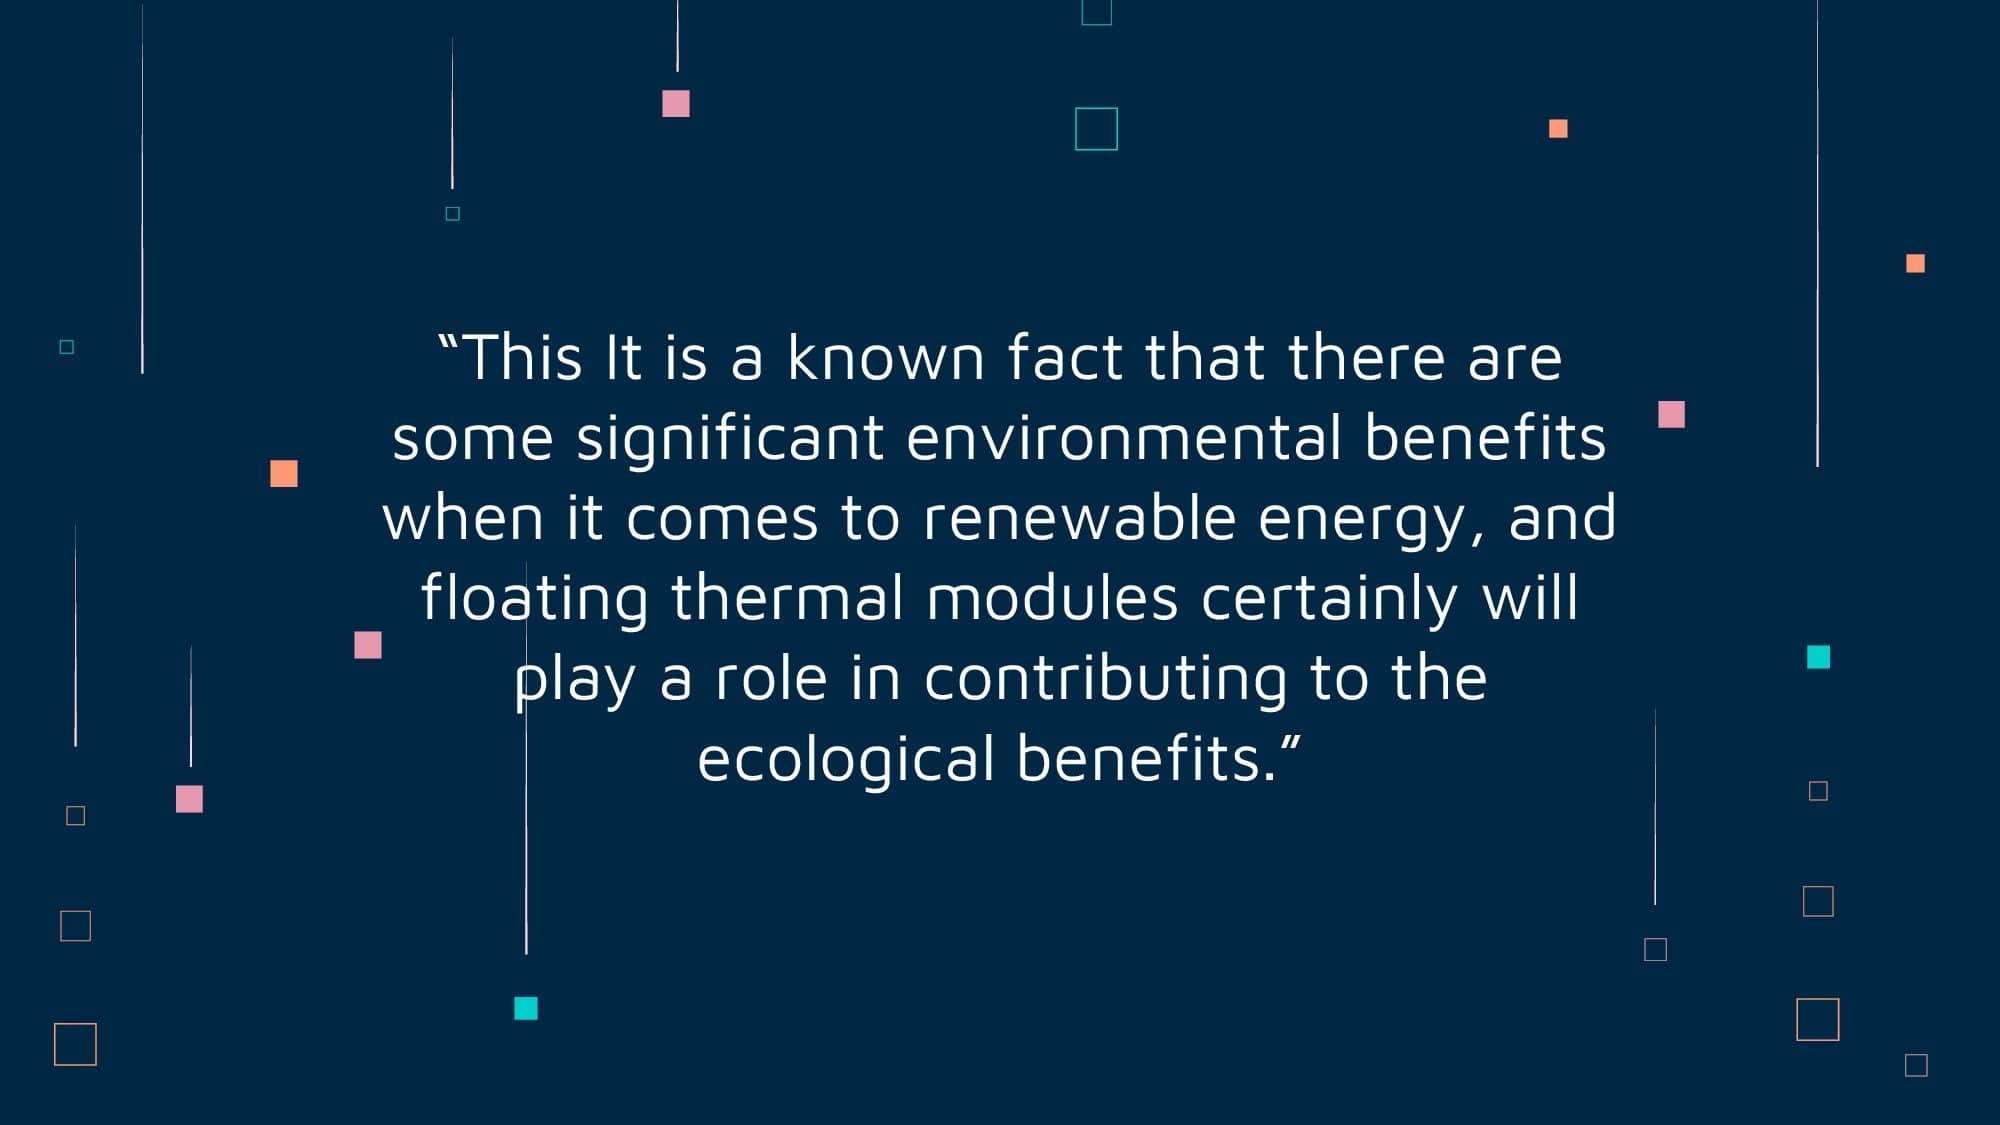 “This It is a known fact that there are
some significant environmental benefits
when it comes to renewable energy, and
floating thermal modules certainly will
play a role in contributing to the
ecological benefits.”